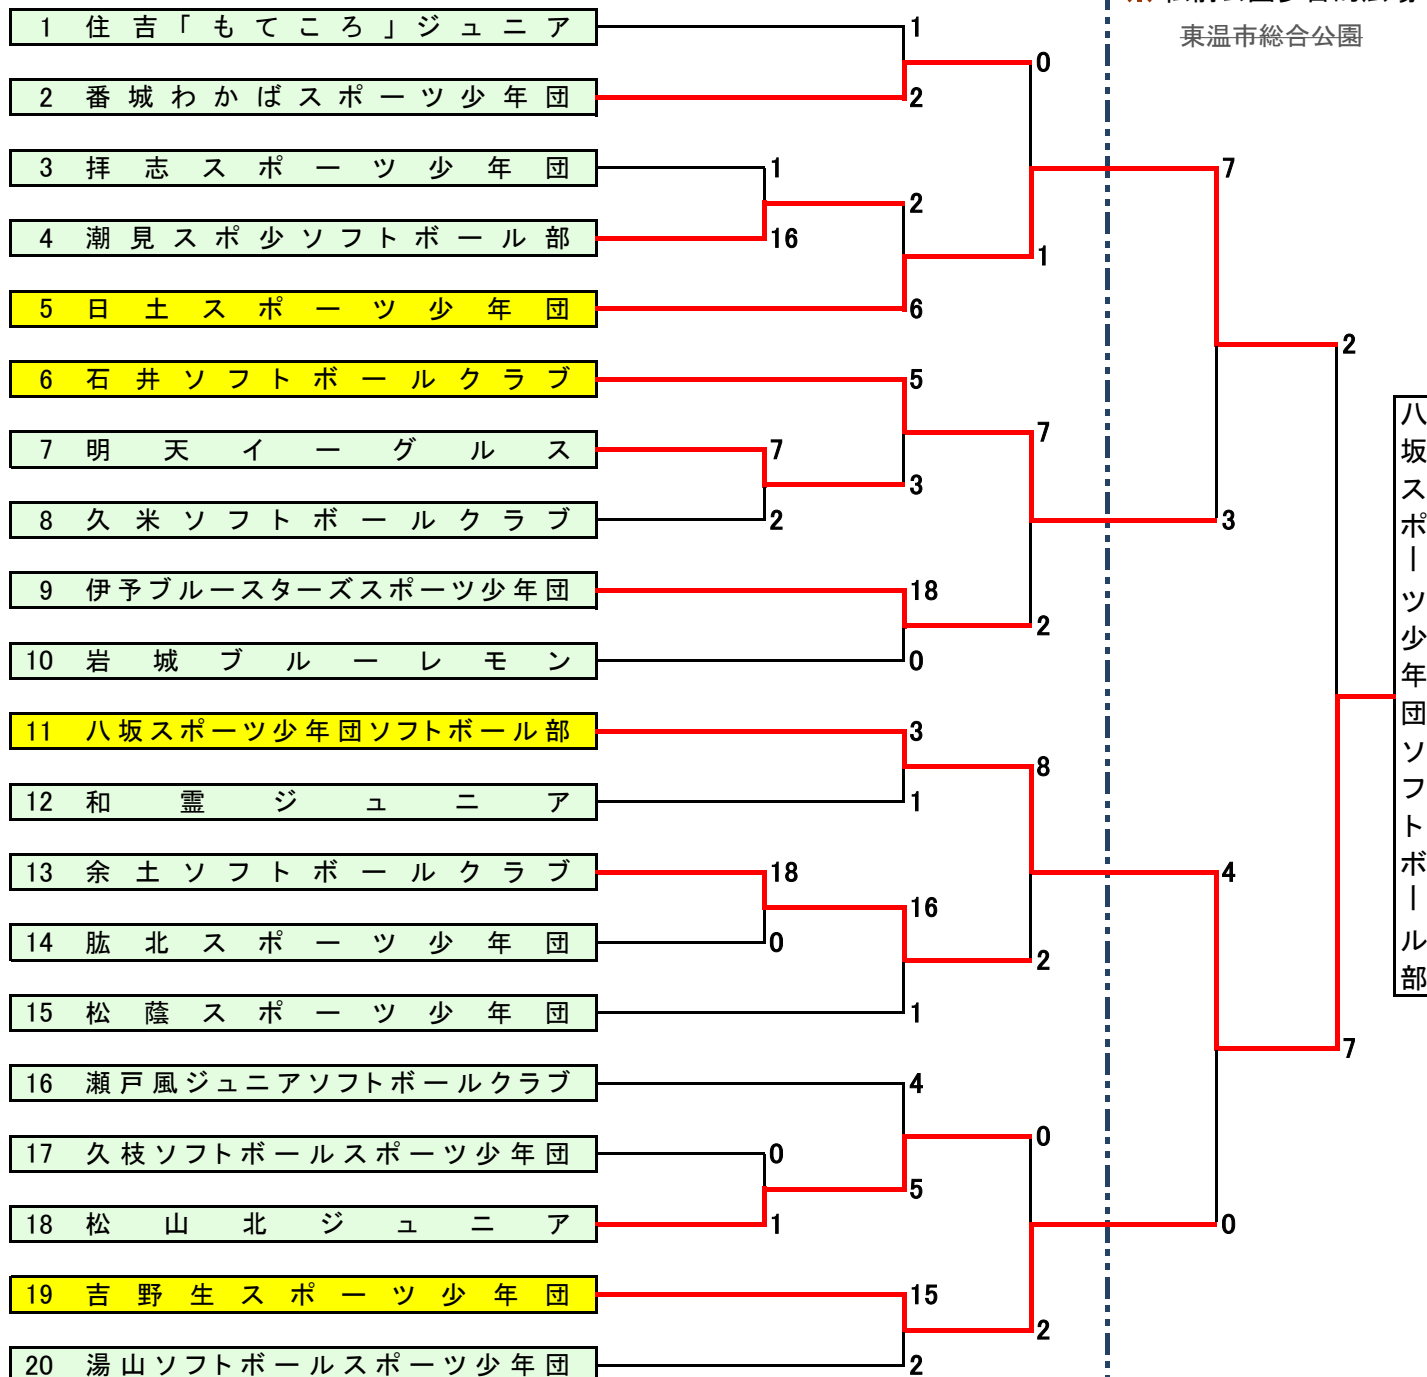 東温市総合公園
1 住吉「もてころ」ジュニア
1
0
2 番城わかばスポーツ少年団
2
3 拝志スポーツ少年団
1
7
2
4 潮見スポ少ソフトボール部
16
1
5 日土スポーツ少年団
6
2
6 石井ソフトボールクラブ
5
7
7 明天イーグルス
7
3
8 久米ソフトボールクラブ
2
3
9 伊予ブルースターズスポーツ少年団
18
2
10 岩城ブルーレモン
0
11 八坂スポーツ少年団ソフトボール部
3
8
12 和霊ジュニア
1
13 余土ソフトボールクラブ
18
4
16
14 肱北スポーツ少年団
0
2
15 松蔭スポーツ少年団
1
7
16 瀬戸風ジュニアソフトボールクラブ
4
0
17 久枝ソフトボールスポーツ少年団
0
5
18 松山北ジュニア
1
0
19 吉野生スポーツ少年団
15
2
20 湯山ソフトボールスポーツ少年団
2
八坂スポーツ少年団ソフトボール部